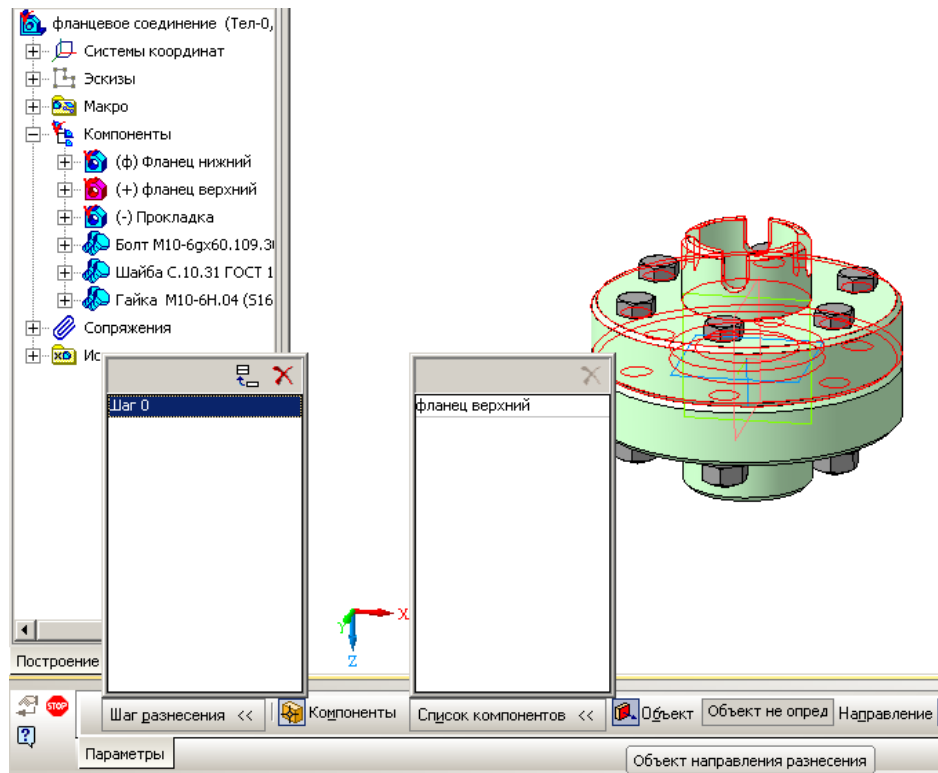 фланцевое соединение (Тел-0,
Системы координат
Эскизы
Макро
Компоненты
(ф) Фланец нижний
(+) фланец верхний
(-) Прокладка
Болт М10-6gx60.109.3
Шайба С.10.31 ГОСТ 1
Гайка М10-6Н.04 (S16
Сопряжения
Ис
Шаг 0
фланец верхний
X
Y
Z
Построение
STOP
Шаг разнесения <<
Компоненты
Список компонентов <<
Объект
Объект не опред
Направление
Параметры
Объект направления разнесения